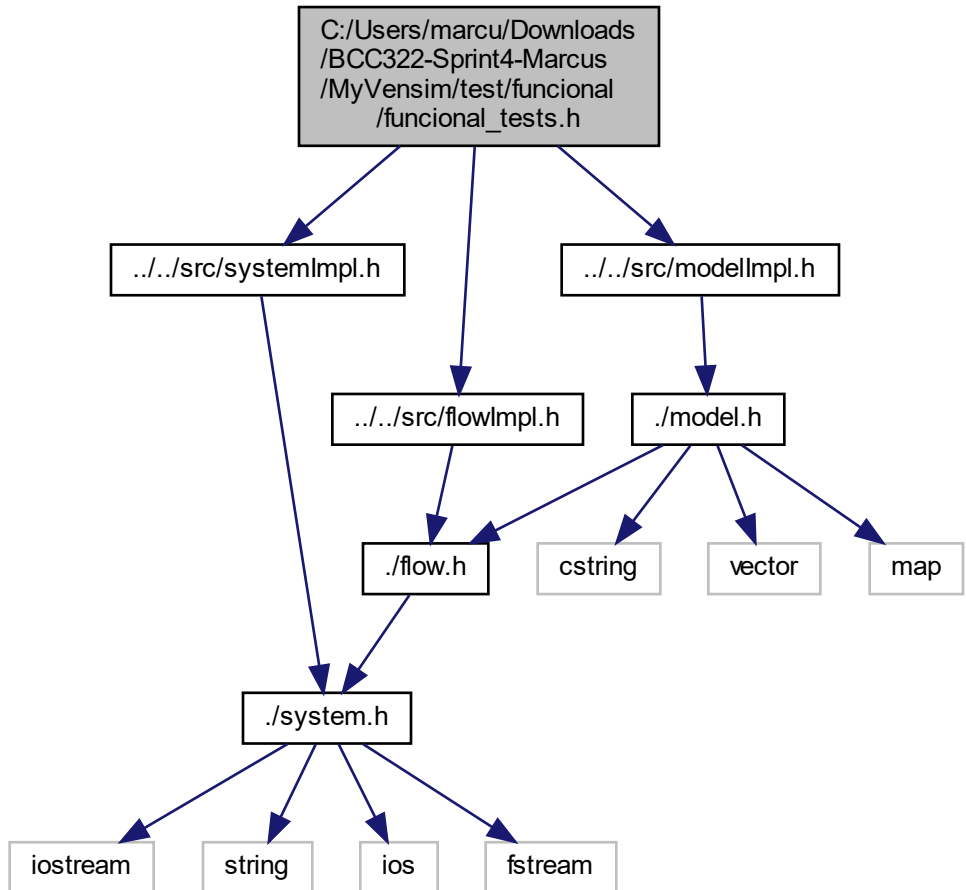 C:/Users/marcu/Downloads
/BCC322-Sprint4-Marcus
/MyVensim/test/funcional
/funcional_tests.h
../../src/systemImpl.h
../../src/modelImpl.h
../../src/flowImpl.h
./model.h
./flow.h
cstring
vector
map
./system.h
iostream
string
ios
fstream